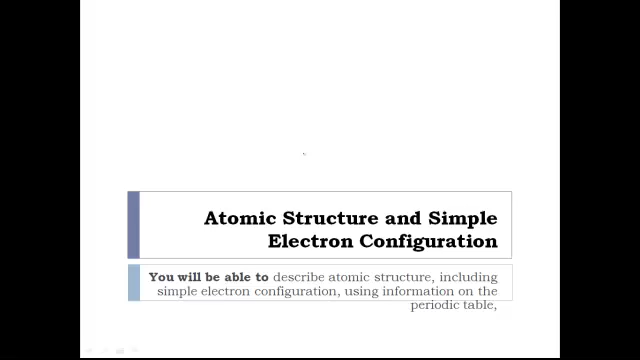 Atomic Structure and Simple
Electron Configuration
You will be able to describe atomic structure, including
simple electron configuration, using information on the
periodic table,